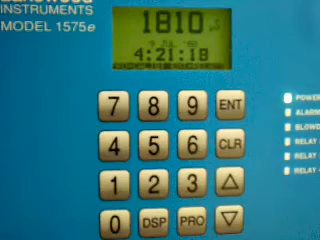 INSTRUMENTS
MODEL 1575e
1810
4:21:18
7 8 9 ENT
4 5 6 CLR
1 2 3 △
0 DSP PRO ▽
POWER
ALARM
BLOWD
RELAY
RELAY
RELAY